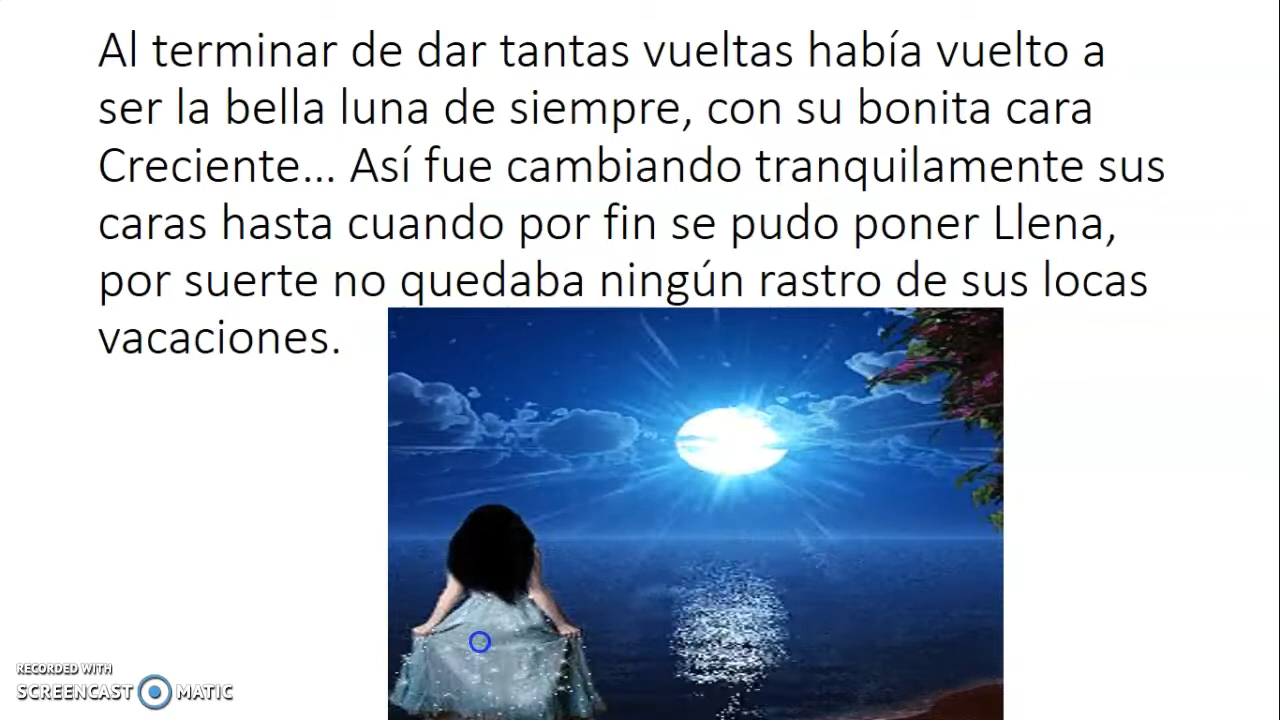 Al terminar de dar tantas vueltas había vuelto a
ser la bella luna de siempre, con su bonita cara
Creciente... Así fue cambiando tranquilamente sus
caras hasta cuando por fin se pudo poner Llena,
por suerte no quedaba ningún rastro de sus locas
vacaciones.
RECORDED WITH
SCREENCAST MATIC